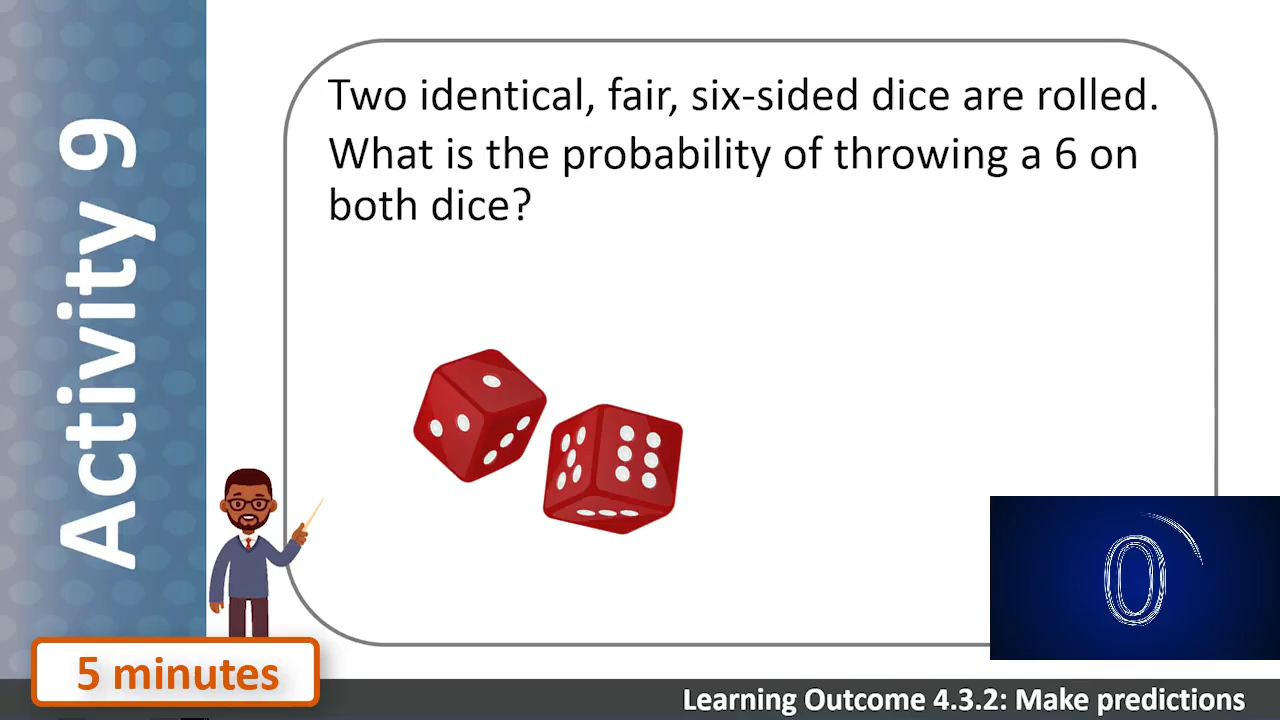 Activity 9
Two identical, fair, six-sided dice are rolled.
What is the probability of throwing a 6 on
both dice?
0
5 minutes
Learning Outcome 4.3.2: Make predictions